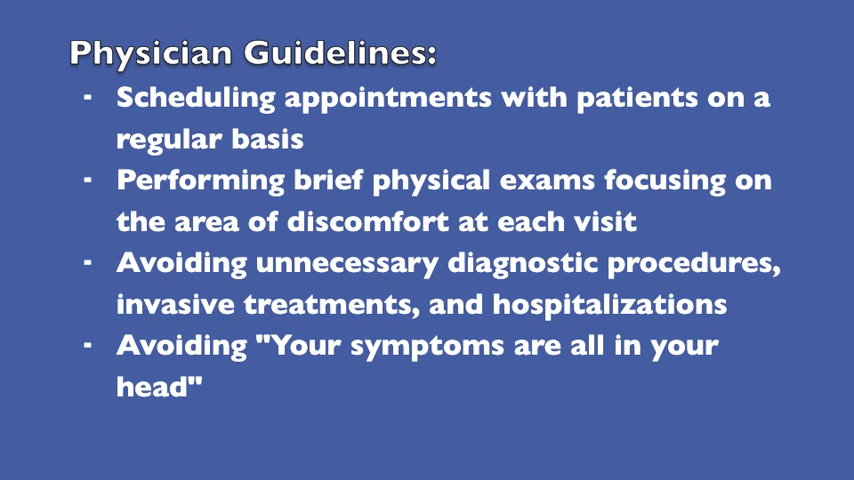 Physician Guidelines:
- Scheduling appointments with patients on a
regular basis
- Performing brief physical exams focusing on
the area of discomfort at each visit
- Avoiding unnecessary diagnostic procedures,
invasive treatments, and hospitalizations
- Avoiding "Your symptoms are all in your
head"